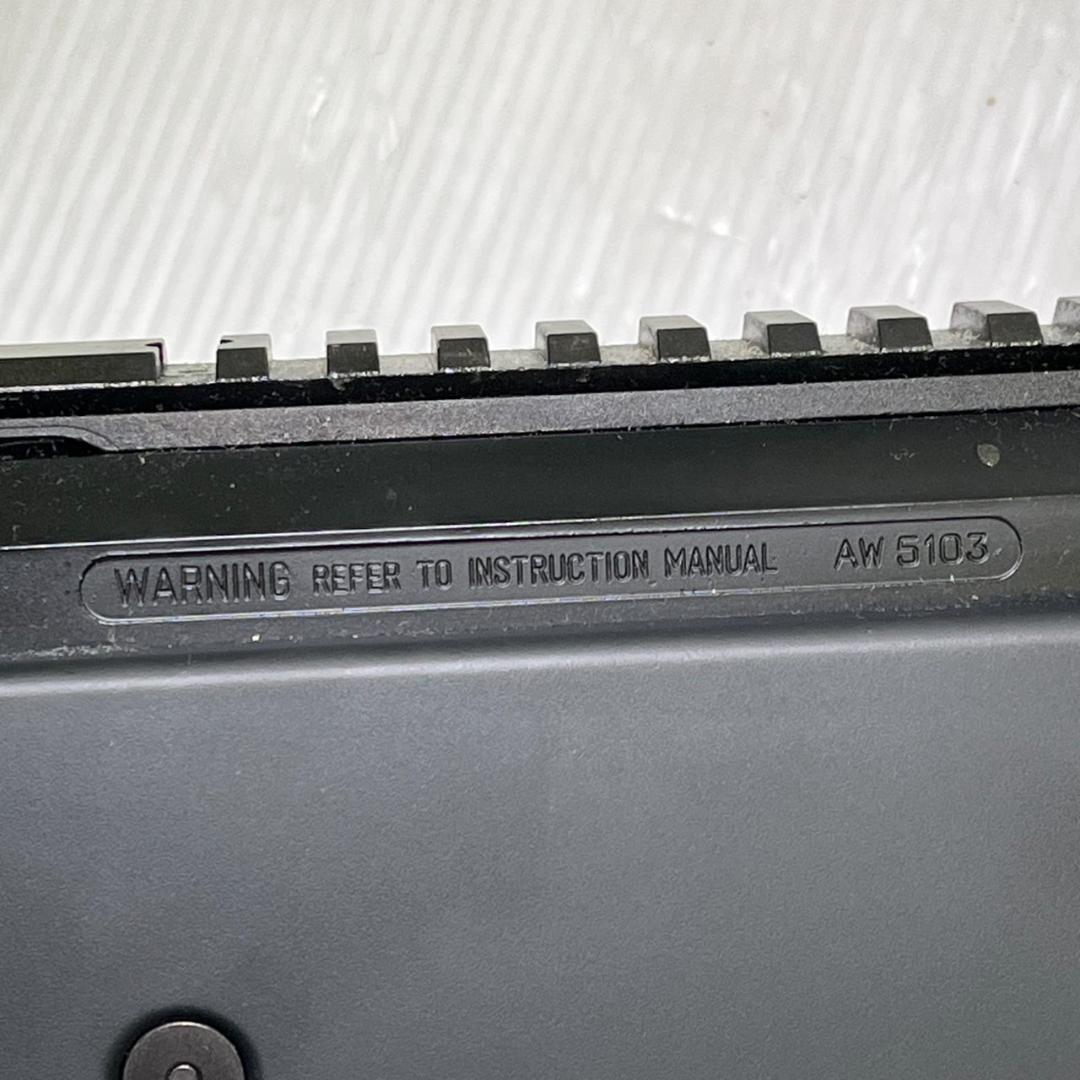 WARNING REFER TO INSTRUCTION MANUAL AW 5103